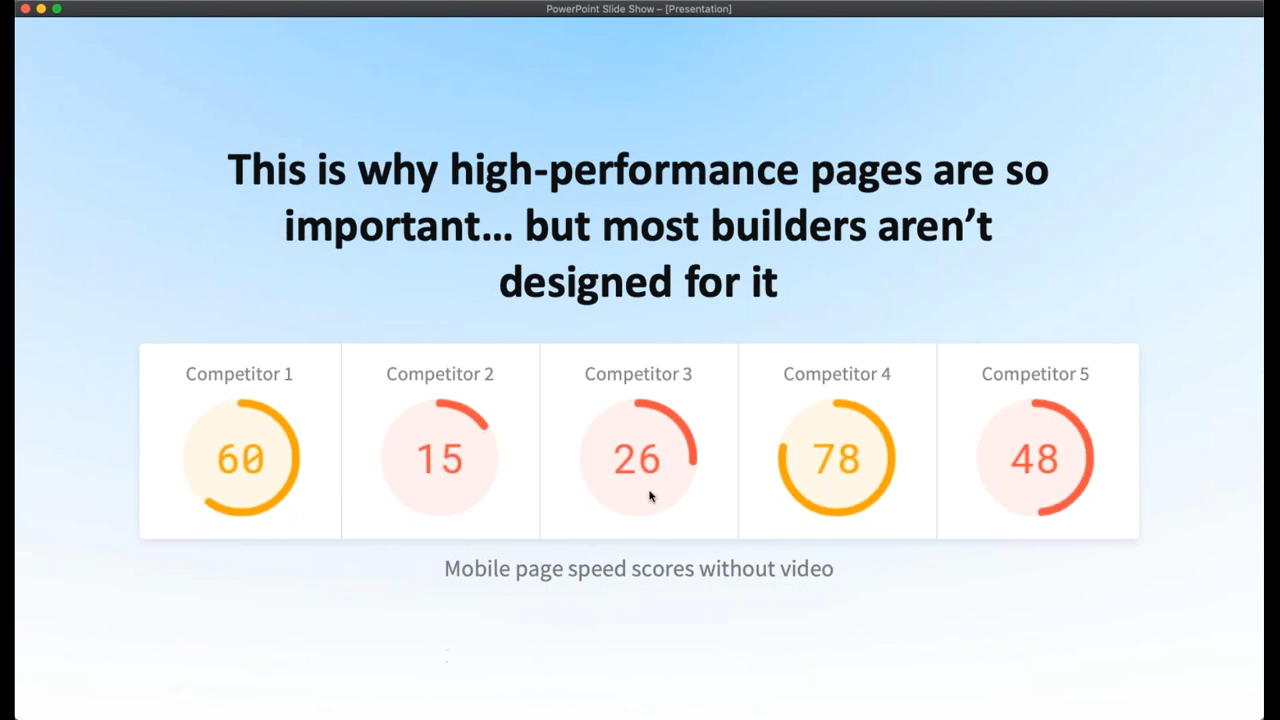 PowerPoint Slide Show – [Presentation]
This is why high-performance pages are so
important… but most builders aren’t
designed for it
Competitor 1
Competitor 2
Competitor 3
Competitor 4
Competitor 5
60
15
26
78
48
Mobile page speed scores without video